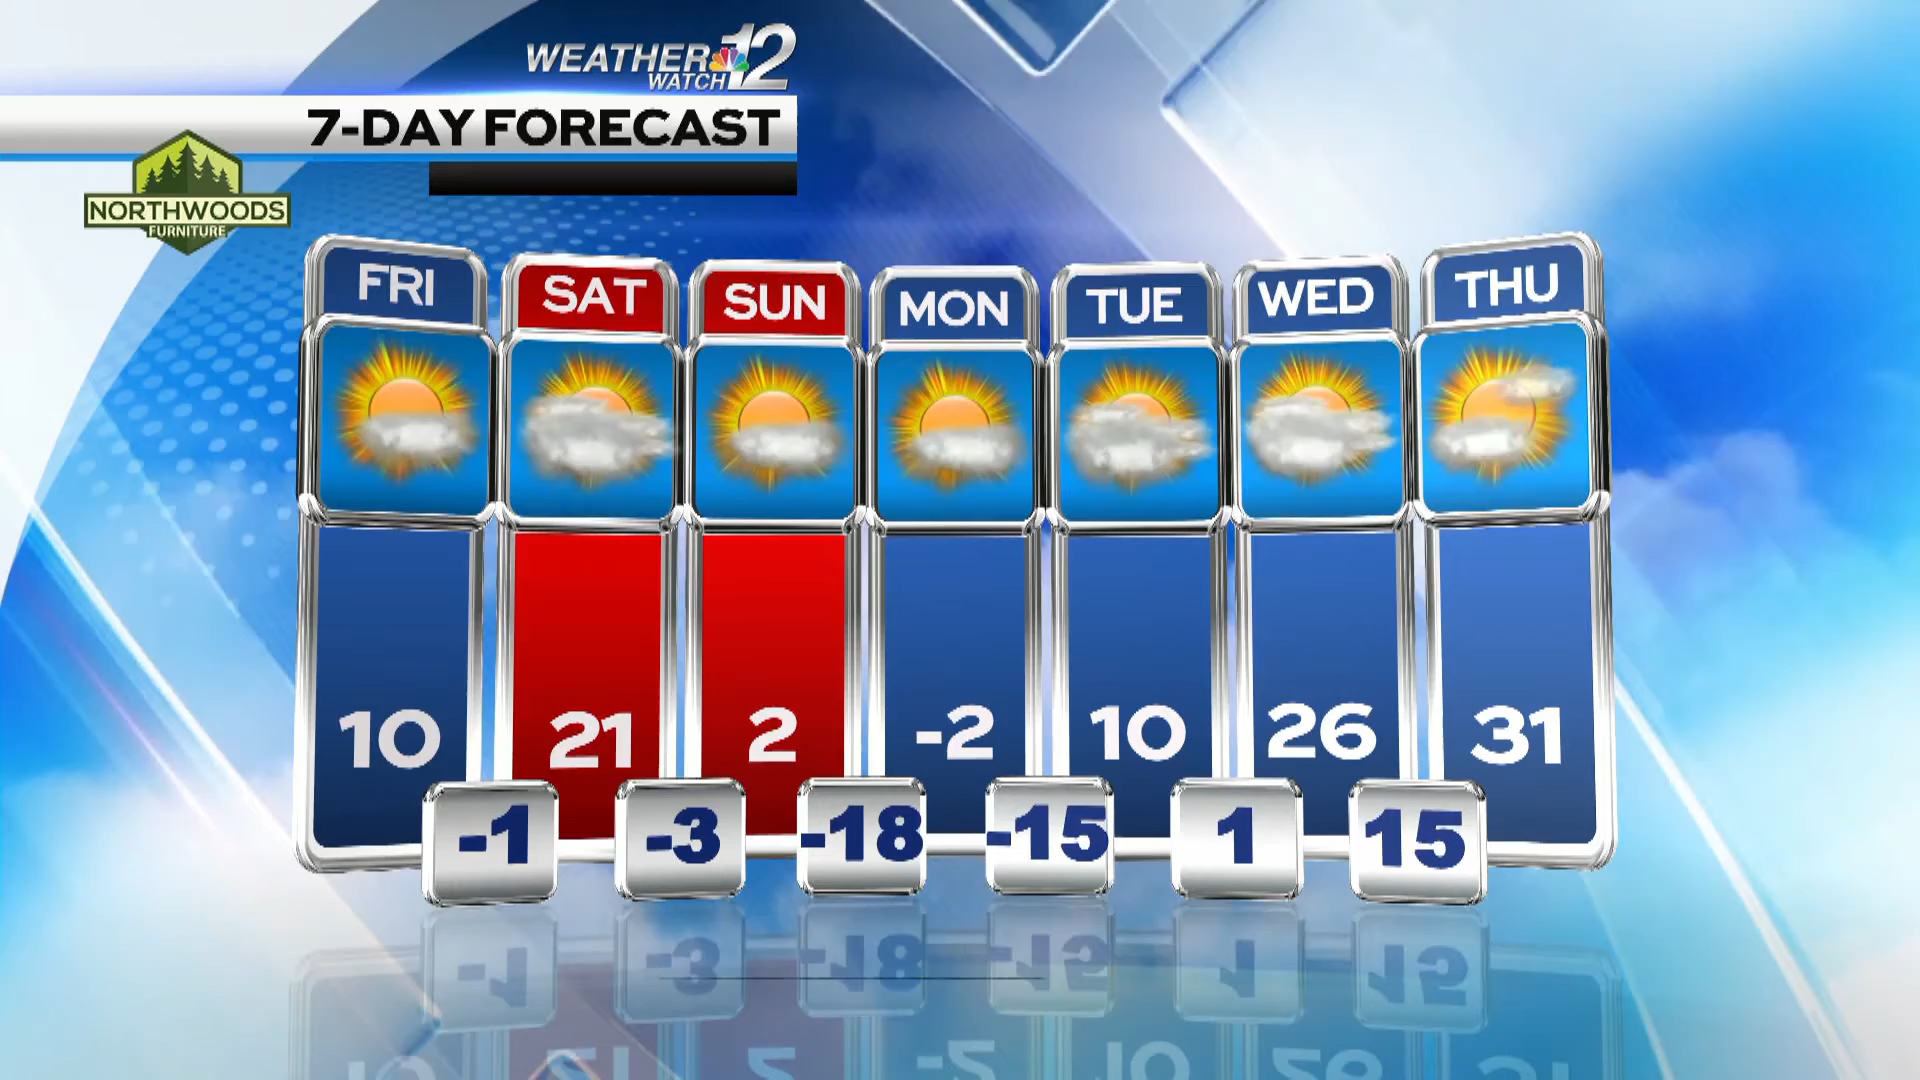 WEATHER 12
WATCH
7-DAY FORECAST
NORTHWOODS
FURNITURE
FRI SAT SUN MON TUE WED THU
10 21 2 -2 10 26 31
-1 -3 -18 -15 1 15